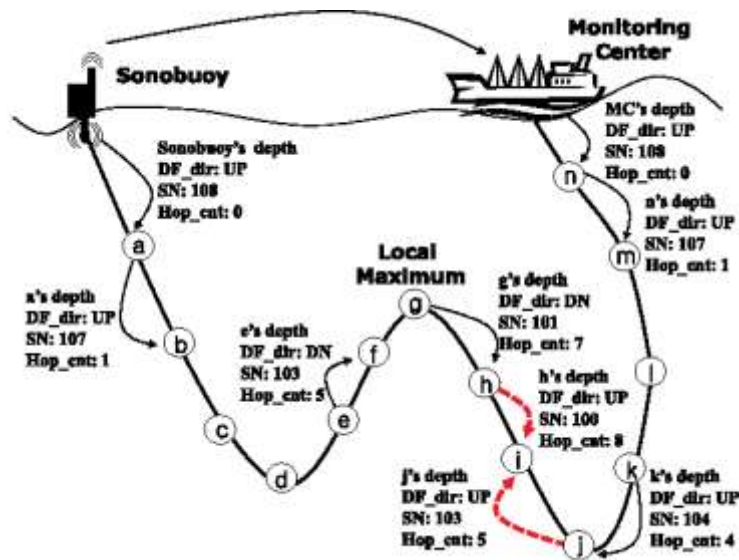 Monitoring
Center
Sonobuoy
MC's depth
DF_dir: UP
SN: 108
Hop_cnt: 0
Sonobuoy's depth
DF_dir: UP
SN: 108
Hop_cnt: 0
n
n's depth
DF_dir: UP
SN: 107
Hop_cnt: 1
a
m
Local
Maximum
a's depth
DF_dir: UP
SN: 107
Hop_cnt: 1
g
g's depth
DF_dir: DN
SN: 101
Hop_cnt: 7
b
e's depth
DF_dir: DN
SN: 103
Hop_cnt: 5
f
h
h's depth
DF_dir: UP
SN: 100
Hop_cnt: 8
l
c
e
d
i
k
j's depth
DF_dir: UP
SN: 103
Hop_cnt: 5
k's depth
DF_dir: UP
SN: 104
Hop_cnt: 4
j